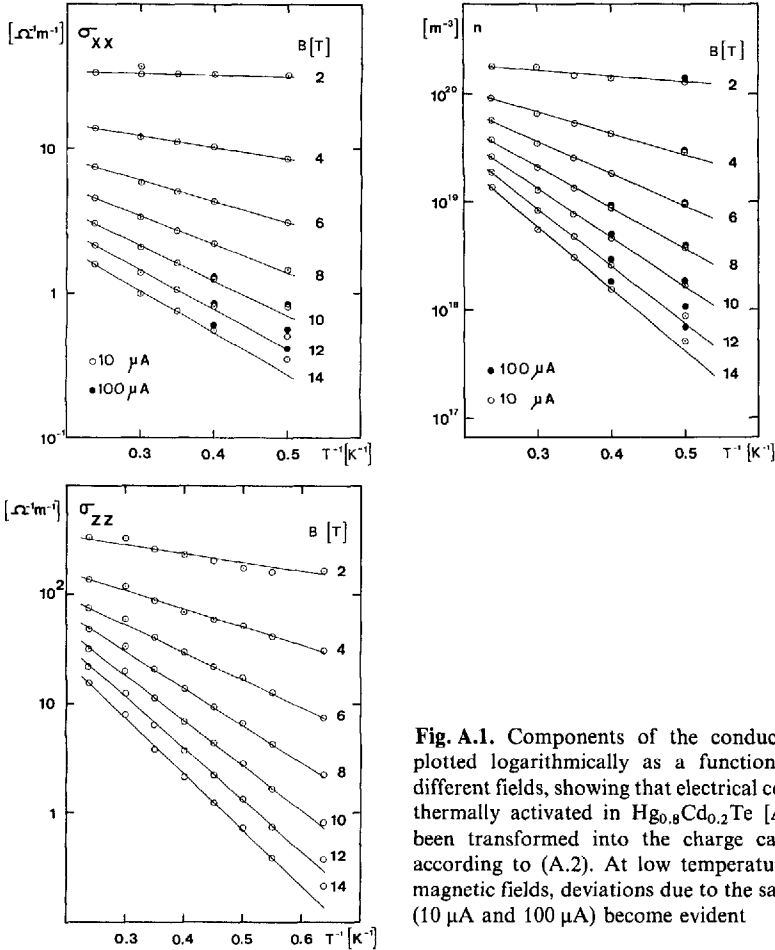 [Ω⁻¹m⁻¹] σxx
B[T]
2
4
6
8
10
12
14
10
1
10⁻¹
○ 10 μA
● 100 μA
0.3 0.4 0.5 T⁻¹[K⁻¹]
[m⁻³] n
B[T]
2
4
6
8
10
12
14
10²⁰
10¹⁹
10¹⁸
10¹⁷
● 100 μA
○ 10 μA
0.3 0.4 0.5 T⁻¹[K⁻¹]
[Ω⁻¹m⁻¹] σzz
B [T]
2
4
6
8
10
12
14
10²
10
1
0.3 0.4 0.5 0.6 T⁻¹[K⁻¹]
Fig. A.1. Components of the conduc
plotted logarithmically as a function
different fields, showing that electrical c
thermally activated in Hg₀.₈Cd₀.₂Te [
been transformed into the charge ca
according to (A.2). At low temperatu
magnetic fields, deviations due to the sa
(10 μA and 100 μA) become evident